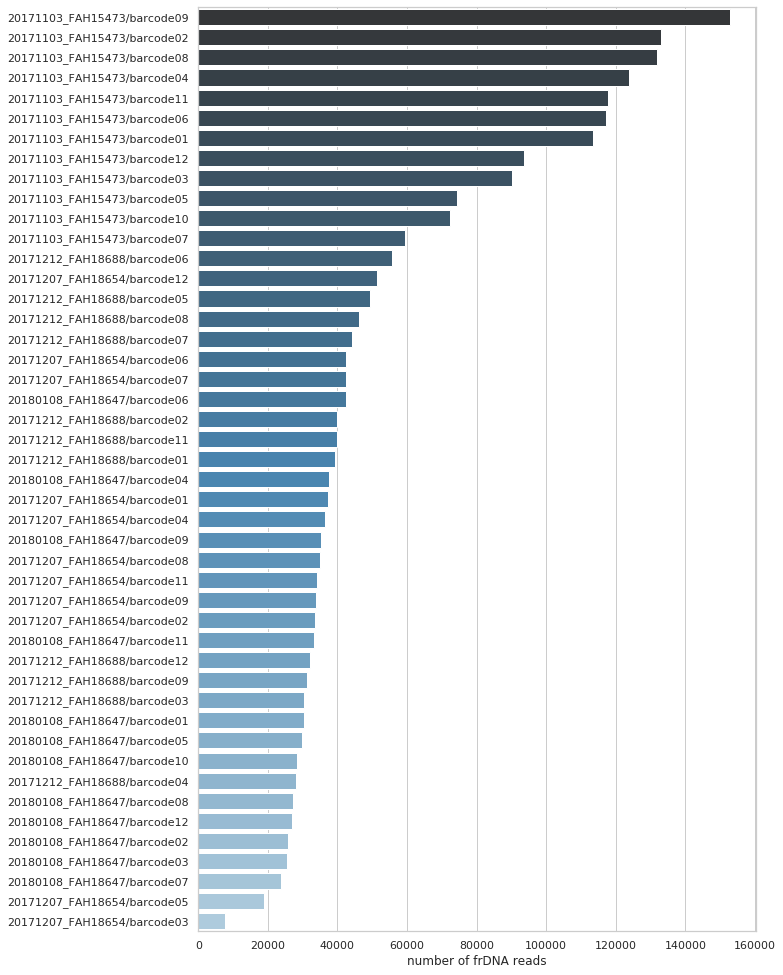 20171103_FAH15473/barcode09
20171103_FAH15473/barcode02
20171103_FAH15473/barcode08
20171103_FAH15473/barcode04
20171103_FAH15473/barcode11
20171103_FAH15473/barcode06
20171103_FAH15473/barcode01
20171103_FAH15473/barcode12
20171103_FAH15473/barcode03
20171103_FAH15473/barcode05
20171103_FAH15473/barcode10
20171103_FAH15473/barcode07
20171212_FAH18688/barcode06
20171207_FAH18654/barcode12
20171212_FAH18688/barcode05
20171212_FAH18688/barcode08
20171212_FAH18688/barcode07
20171207_FAH18654/barcode06
20171207_FAH18654/barcode07
20180108_FAH18647/barcode06
20171212_FAH18688/barcode02
20171212_FAH18688/barcode11
20171212_FAH18688/barcode01
20180108_FAH18647/barcode04
20171207_FAH18654/barcode01
20171207_FAH18654/barcode04
20180108_FAH18647/barcode09
20171207_FAH18654/barcode08
20171207_FAH18654/barcode11
20171207_FAH18654/barcode09
20171207_FAH18654/barcode02
20180108_FAH18647/barcode11
20171212_FAH18688/barcode12
20171212_FAH18688/barcode09
20171212_FAH18688/barcode03
20180108_FAH18647/barcode01
20180108_FAH18647/barcode05
20180108_FAH18647/barcode10
20171212_FAH18688/barcode04
20180108_FAH18647/barcode08
20180108_FAH18647/barcode12
20180108_FAH18647/barcode02
20180108_FAH18647/barcode03
20180108_FAH18647/barcode07
20171207_FAH18654/barcode05
20171207_FAH18654/barcode03
0 20000 40000 60000 80000 100000 120000 140000 160000
number of frDNA reads